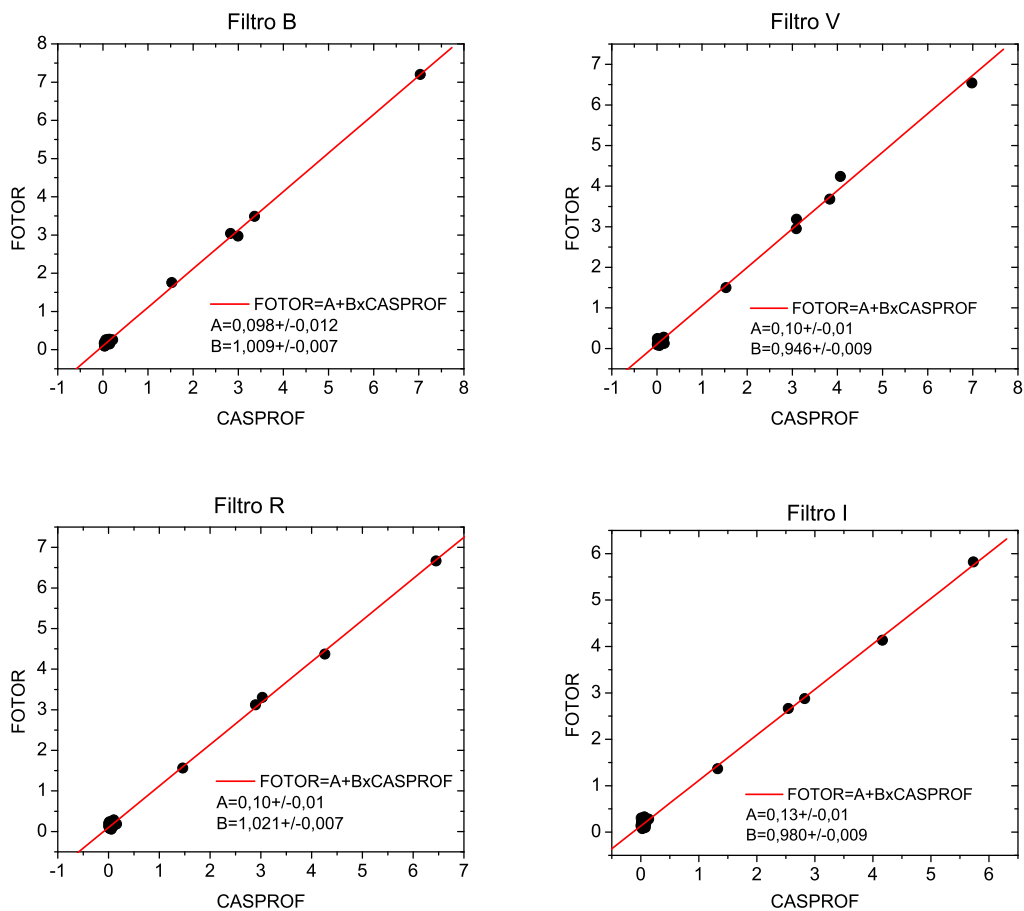 Filtro B
8
7
6
5
4
3
2
1
0
FOTOR
FOTOR=A+BxCASPROF
A=0,098+/-0,012
B=1,009+/-0,007
-1 0 1 2 3 4 5 6 7 8
CASPROF
Filtro V
7
6
5
4
3
2
1
0
FOTOR
FOTOR=A+BxCASPROF
A=0,10+/-0,01
B=0,946+/-0,009
-1 0 1 2 3 4 5 6 7 8
CASPROF
Filtro R
7
6
5
4
3
2
1
0
FOTOR
FOTOR=A+BxCASPROF
A=0,10+/-0,01
B=1,021+/-0,007
-1 0 1 2 3 4 5 6 7
CASPROF
Filtro I
6
5
4
3
2
1
0
FOTOR
FOTOR=A+BxCASPROF
A=0,13+/-0,01
B=0,980+/-0,009
0 1 2 3 4 5 6
CASPROF